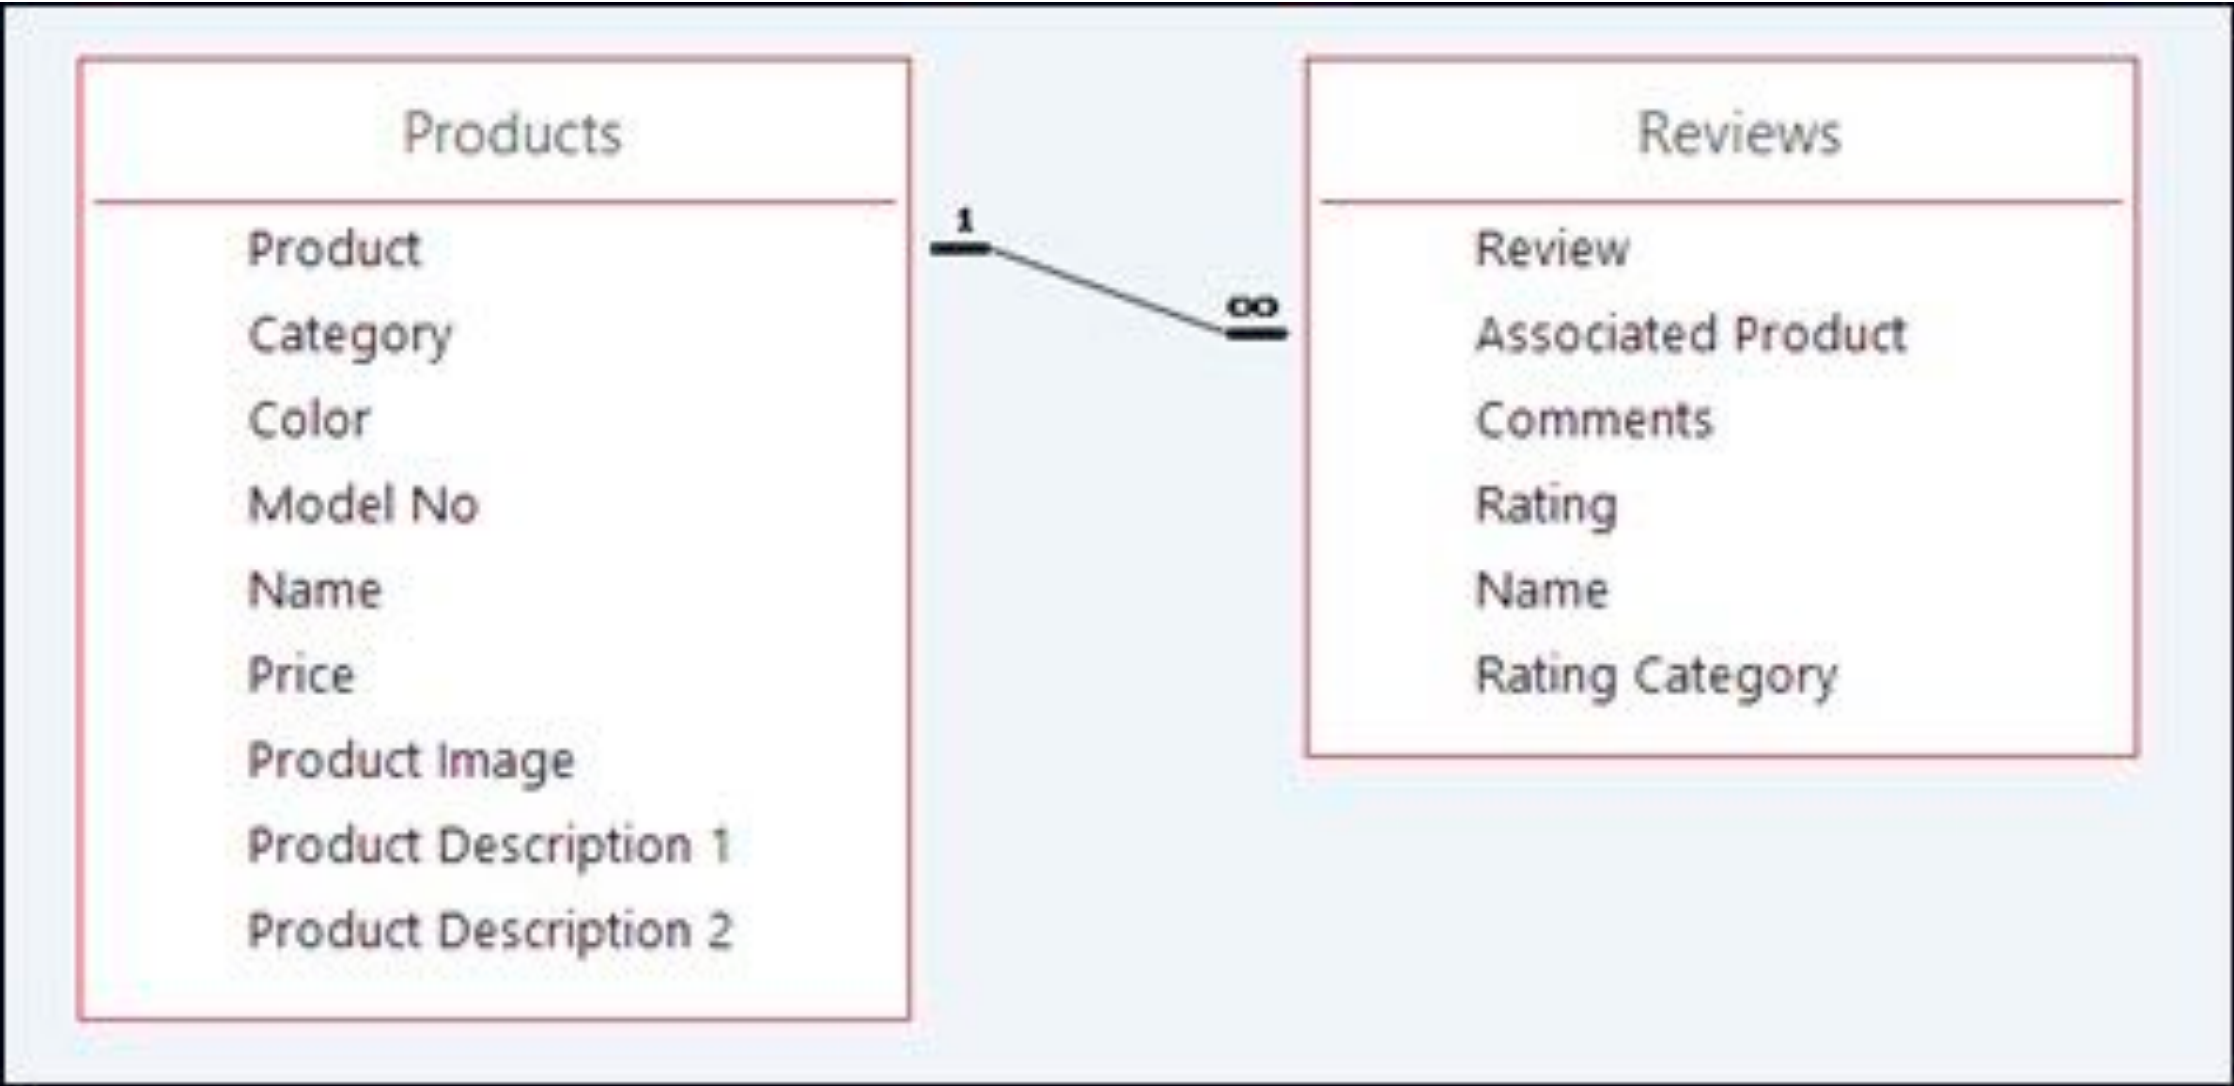 Products
Product
Category
Color
Model No
Name
Price
Product Image
Product Description 1
Product Description 2
1
∞
Reviews
Review
Associated Product
Comments
Rating
Name
Rating Category